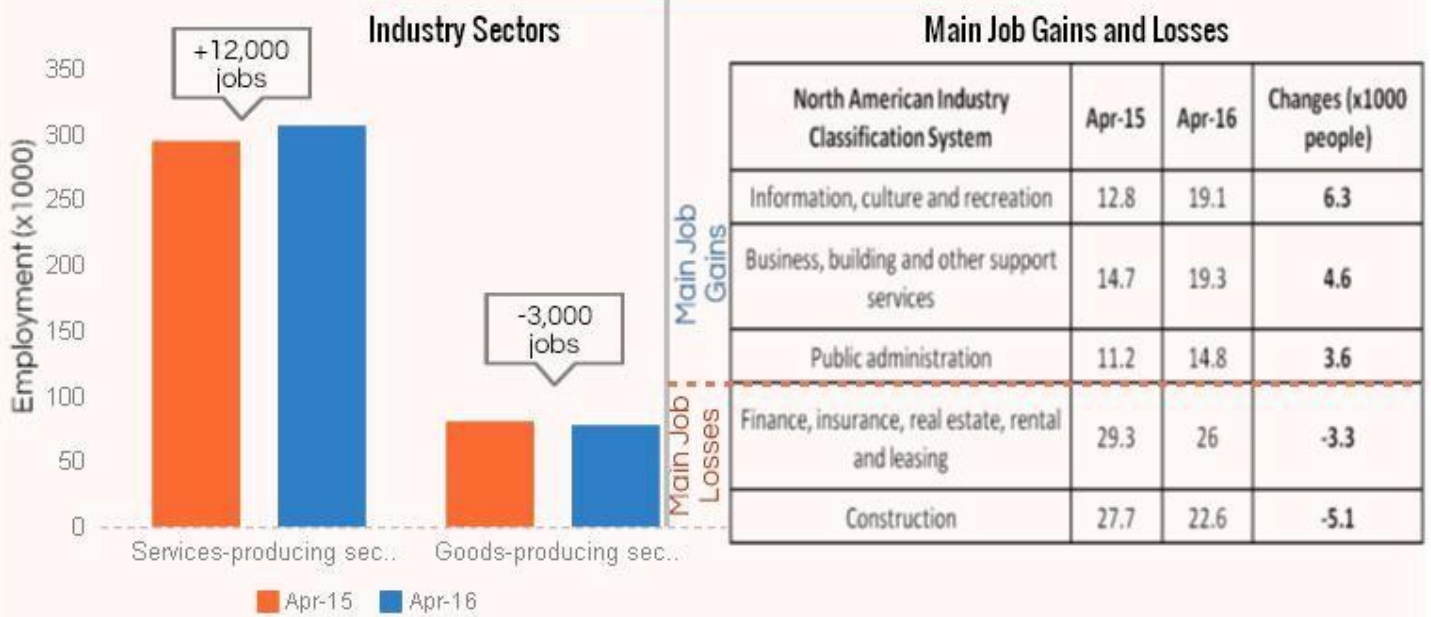 Industry Sectors
+12,000
jobs
-3,000
jobs
Employment (x1000)
350
300
250
200
150
100
50
0
Services-producing sec..
Goods-producing sec..
Apr-15
Apr-16
Main Job Gains and Losses
North American Industry
Classification System
Apr-15
Apr-16
Changes (x1000
people)
Main Job
Gains
Information, culture and recreation
12.8
19.1
6.3
Business, building and other support
services
14.7
19.3
4.6
Public administration
11.2
14.8
3.6
Main Job
Losses
Finance, insurance, real estate, rental
and leasing
29.3
26
-3.3
Construction
27.7
22.6
-5.1